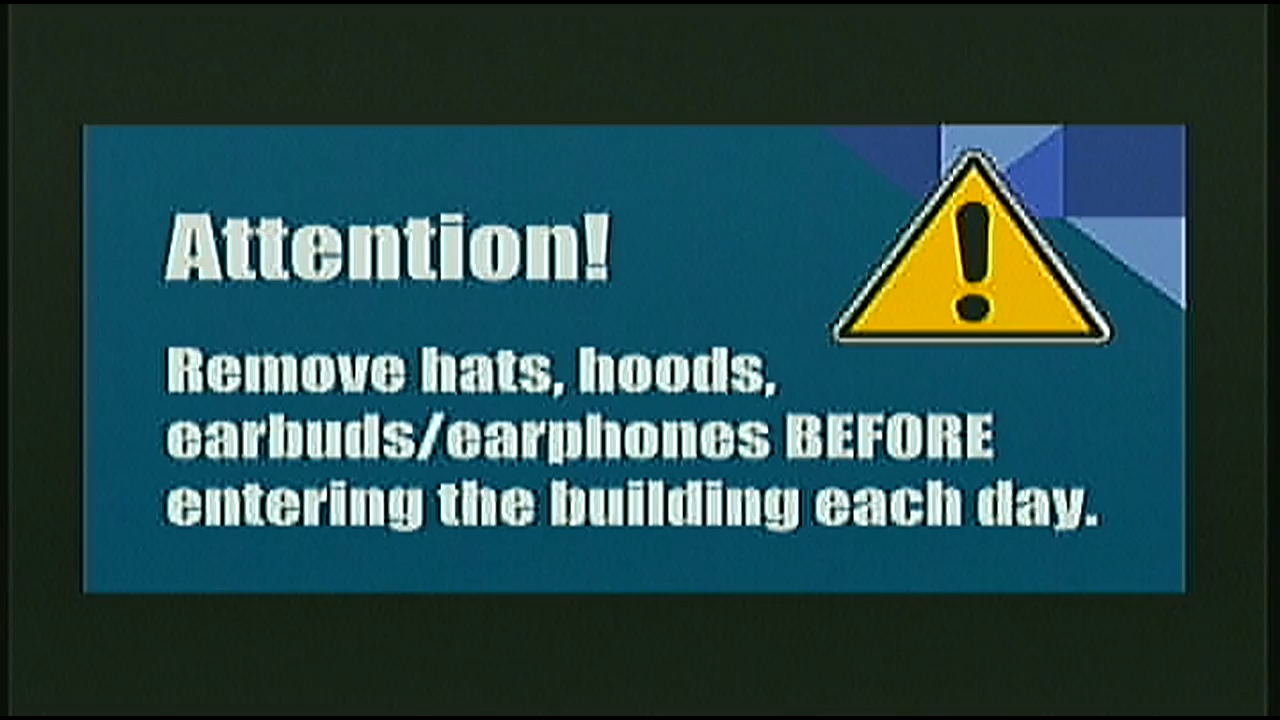 Attention!
Remove hats, hoods,
earbuds/earphones BEFORE
entering the building each day.